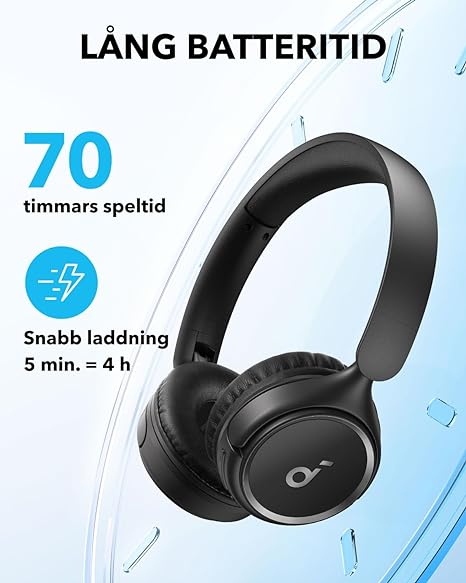 LÅNG BATTERITID
70
timmars speltid
Snabb laddning
5 min. = 4 h